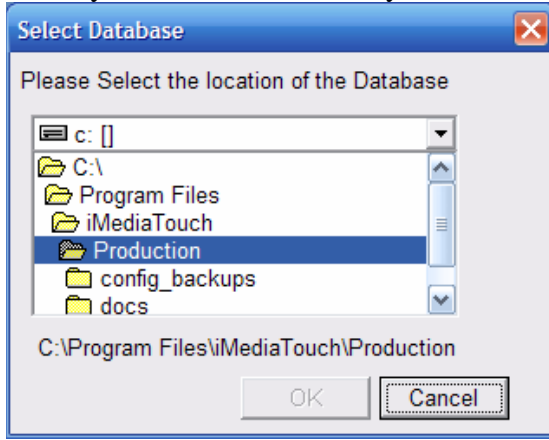 Select Database
Please Select the location of the Database
c: []
C:\
Program Files
iMediaTouch
Production
config_backups
docs
C:\Program Files\iMediaTouch\Production
OK Cancel